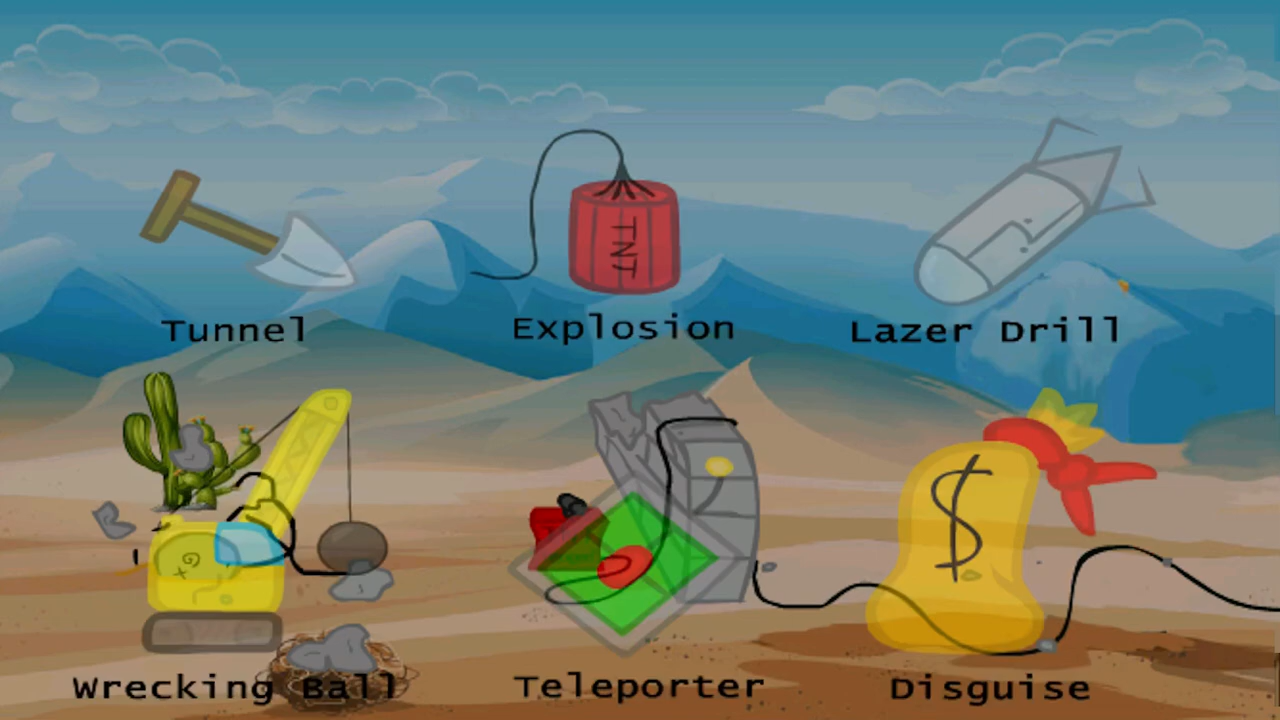 TNT
Tunnel
Explosion
Lazer Drill
$
Wrecking Ball
Teleporter
Disguise